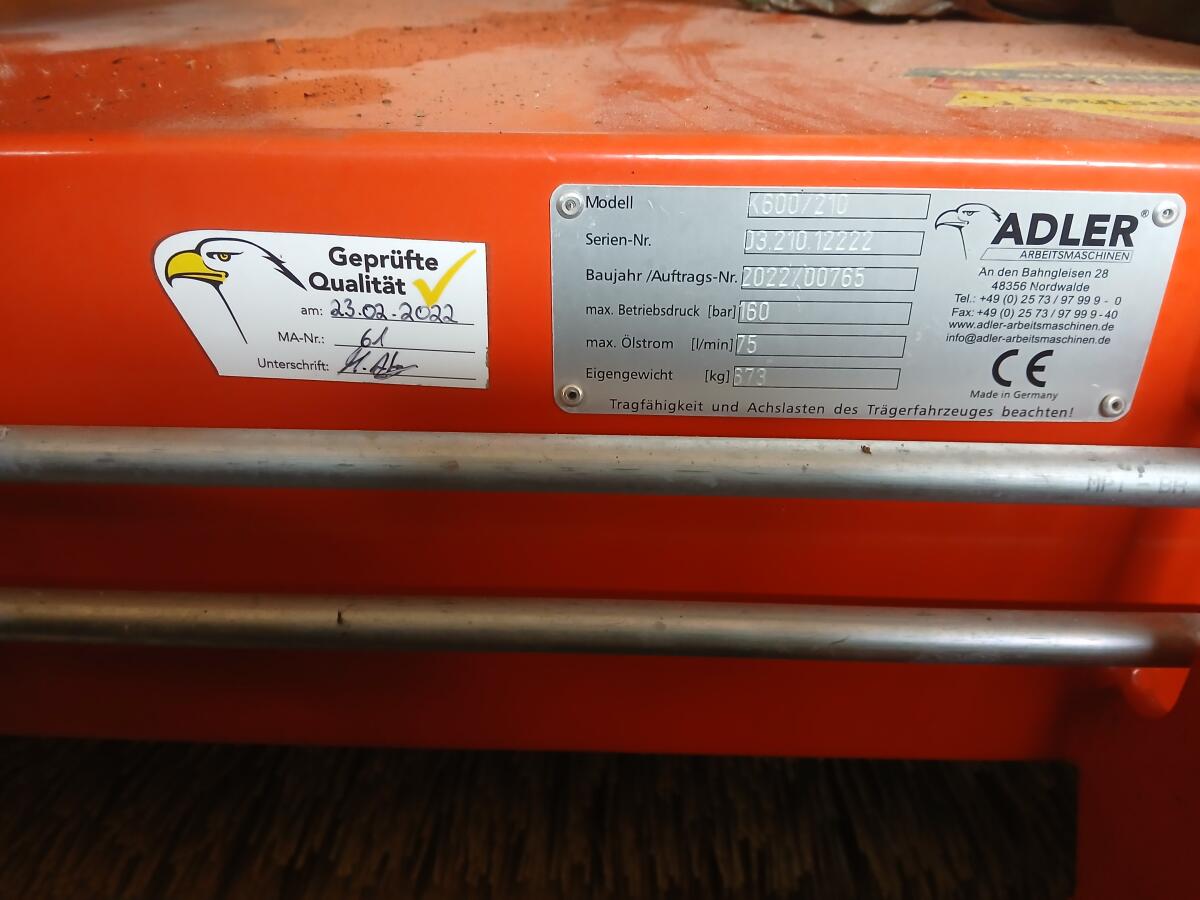 Geprüfte
Qualität
am: 23.02.2022
MA-Nr.: 61
Unterschrift:
Modell K600/210
Serien-Nr. 03.210.12222
Baujahr /Auftrags-Nr. 2022/00765
max. Betriebsdruck [bar] 160
max. Ölstrom [l/min] 75
Eigengewicht [kg] 673
Tragfähigkeit und Achslasten des Trägerfahrzeuges beachten!
ADLER®
ARBEITSMASCHINEN
An den Bahngleisen 28
48356 Nordwalde
Tel.: +49 (0) 25 73 / 97 99 9 - 0
Fax: +49 (0) 25 73 / 97 99 9 - 40
www.adler-arbeitsmaschinen.de
info@adler-arbeitsmaschinen.de
CE
Made in Germany